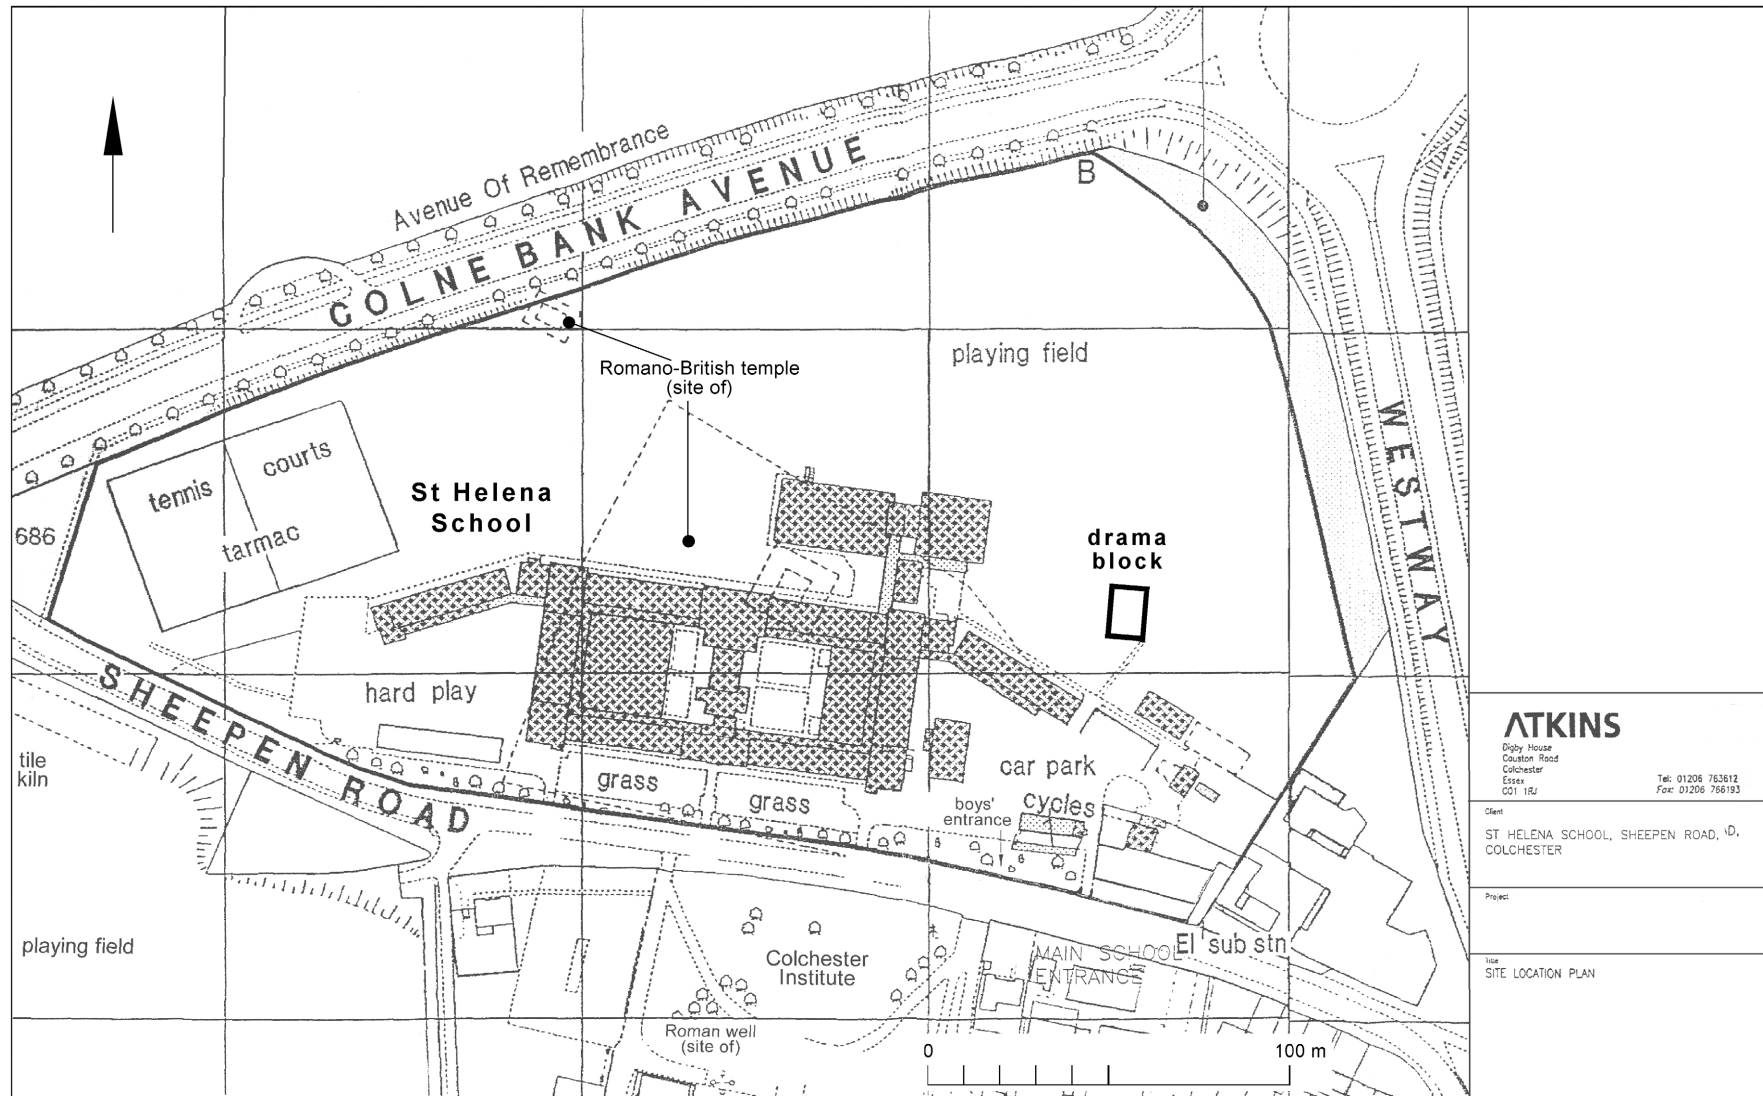 Avenue Of Remembrance
COLNE BANK AVENUE
B
Romano-British temple
(site of)
playing field
WESTWAY
tennis
courts
tarmac
St Helena
School
686
drama
block
hard play
SHEEPEN ROAD
tile
kiln
grass
grass
car park
cycles
boys'
entrance
playing field
Colchester
Institute
MAIN SCHOOL
ENTRANCE
El sub stn
Roman well
(site of)
0
100 m
ATKINS
Digby House
Causton Road
Colchester
Essex
CO1 1RJ
Tel: 01206 763612
Fax: 01206 766193
Client
ST HELENA SCHOOL, SHEEPEN ROAD,
COLCHESTER
Project
Title
SITE LOCATION PLAN